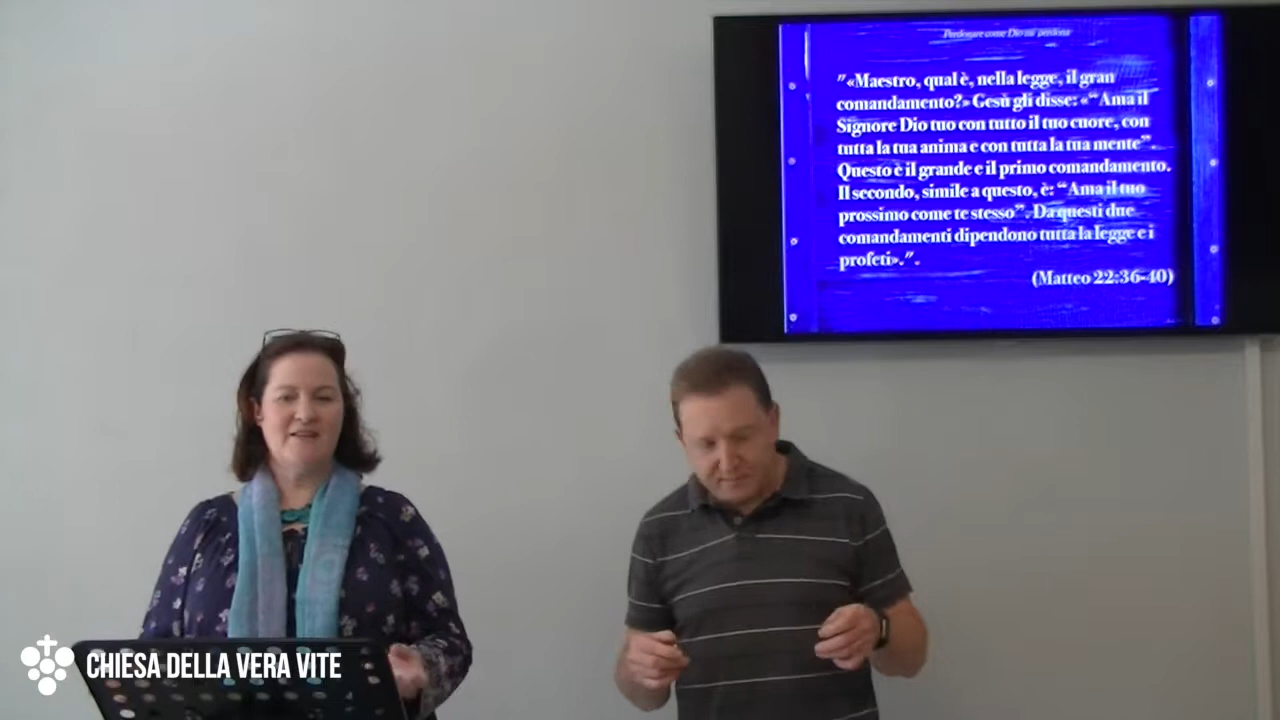 Perdonare come Dio mi perdona
"«Maestro, qual è, nella legge, il gran
comandamento?» Gesù gli disse: «“Ama il
Signore Dio tuo con tutto il tuo cuore, con
tutta la tua anima e con tutta la tua mente”.
Questo è il grande e il primo comandamento.
Il secondo, simile a questo, è: “Ama il tuo
prossimo come te stesso”. Da questi due
comandamenti dipendono tutta la legge e i
profeti».".
(Matteo 22:36-40)
CHIESA DELLA VERA VITE